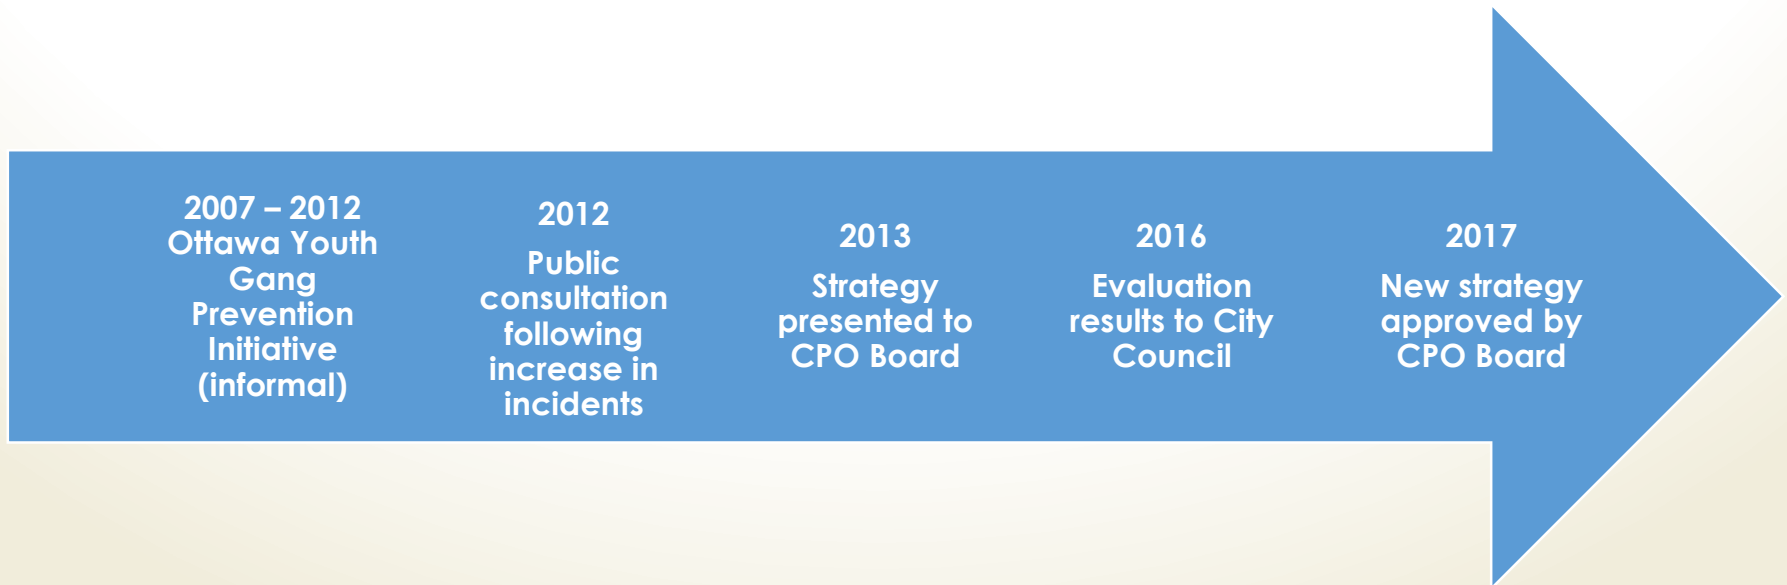 2007 – 2012
Ottawa Youth
Gang
Prevention
Initiative
(informal)
2012
Public
consultation
following
increase in
incidents
2013
Strategy
presented to
CPO Board
2016
Evaluation
results to City
Council
2017
New strategy
approved by
CPO Board